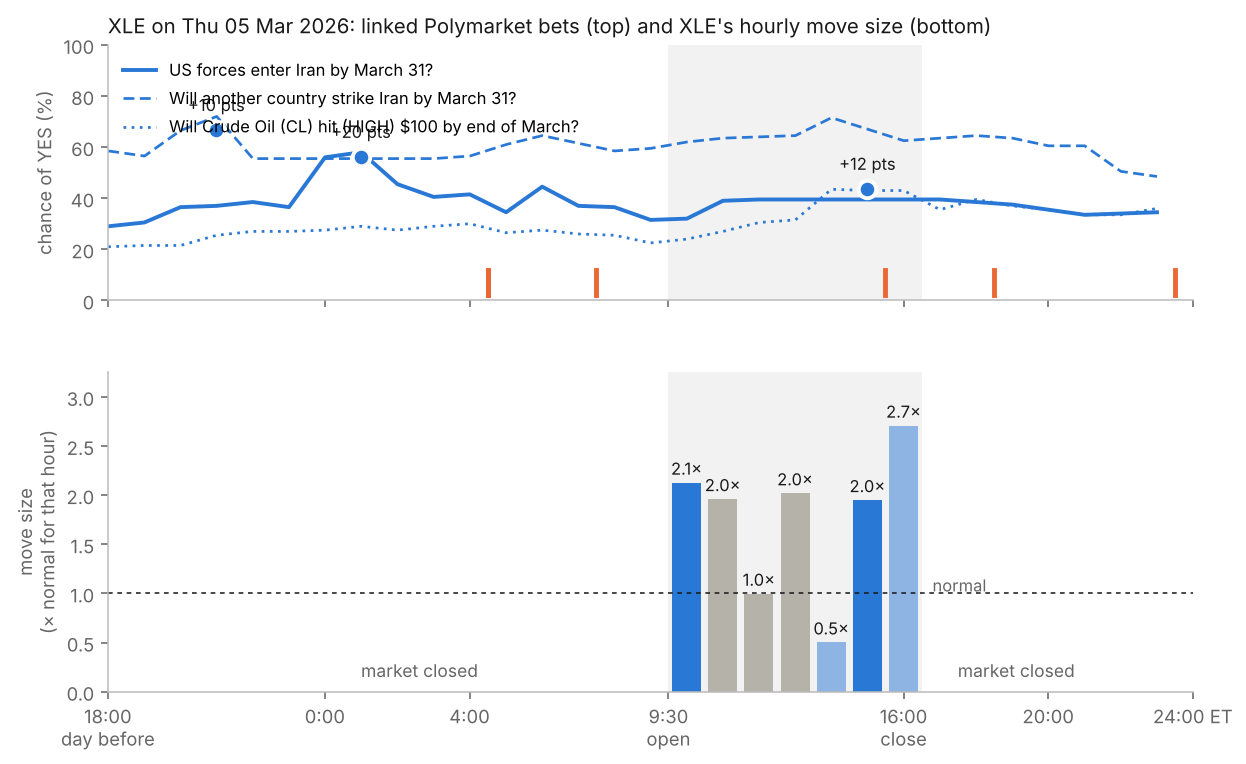 XLE on Thu 05 Mar 2026: linked Polymarket bets (top) and XLE's hourly move size (bottom)
100
80
60
40
20
0
chance of YES (%)
US forces enter Iran by March 31?
Will another country strike Iran by March 31?
Will Crude Oil (CL) hit (HIGH) $100 by end of March?
+10 pts
+20 pts
+12 pts
3.0
2.5
2.0
1.5
1.0
0.5
0.0
move size
(× normal for that hour)
2.1×
2.0×
1.0×
2.0×
0.5×
2.0×
2.7×
normal
market closed
market closed
18:00
day before
0:00
4:00
9:30
open
16:00
close
20:00
24:00 ET